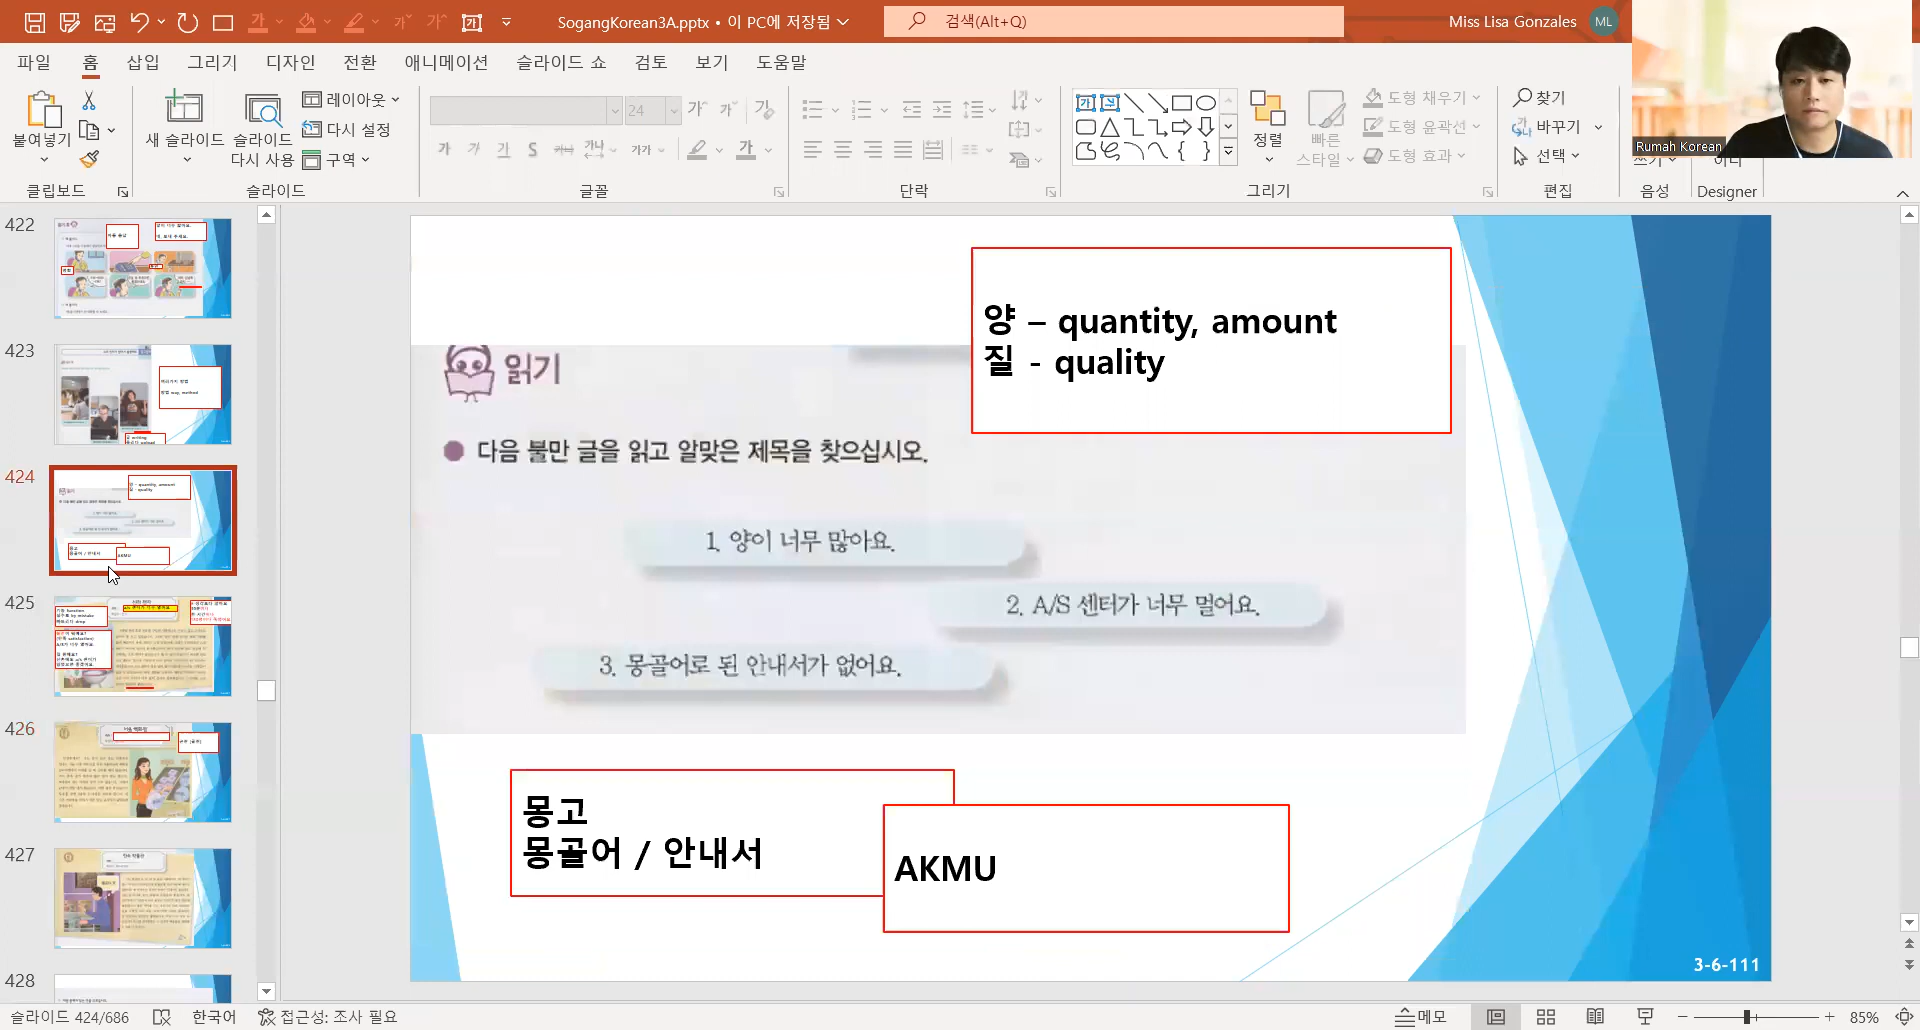 SogangKorean3A.pptx • 이 PC에 저장됨
검색(Alt+Q)
Miss Lisa Gonzales
ML
파일
홈
삽입
그리기
디자인
전환
애니메이션
슬라이드 쇼
검토
보기
도움말
붙여넣기
새 슬라이드
슬라이드
다시 사용
레이아웃
다시 설정
구역
24
정렬
빠른
스타일
도형 채우기
도형 윤곽선
도형 효과
찾기
바꾸기
선택
Rumah Korean
클립보드
슬라이드
글꼴
단락
그리기
편집
음성
Designer
422
423
424
425
426
427
428
양 – quantity, amount
질 - quality
읽기
다음 불만 글을 읽고 알맞은 제목을 찾으십시오.
1. 양이 너무 많아요.
2. A/S 센터가 너무 멀어요.
3. 몽골어로 된 안내서가 없어요.
몽고
몽골어 / 안내서
AKMU
3-6-111
슬라이드 424/686
한국어
접근성: 조사 필요
메모
85%